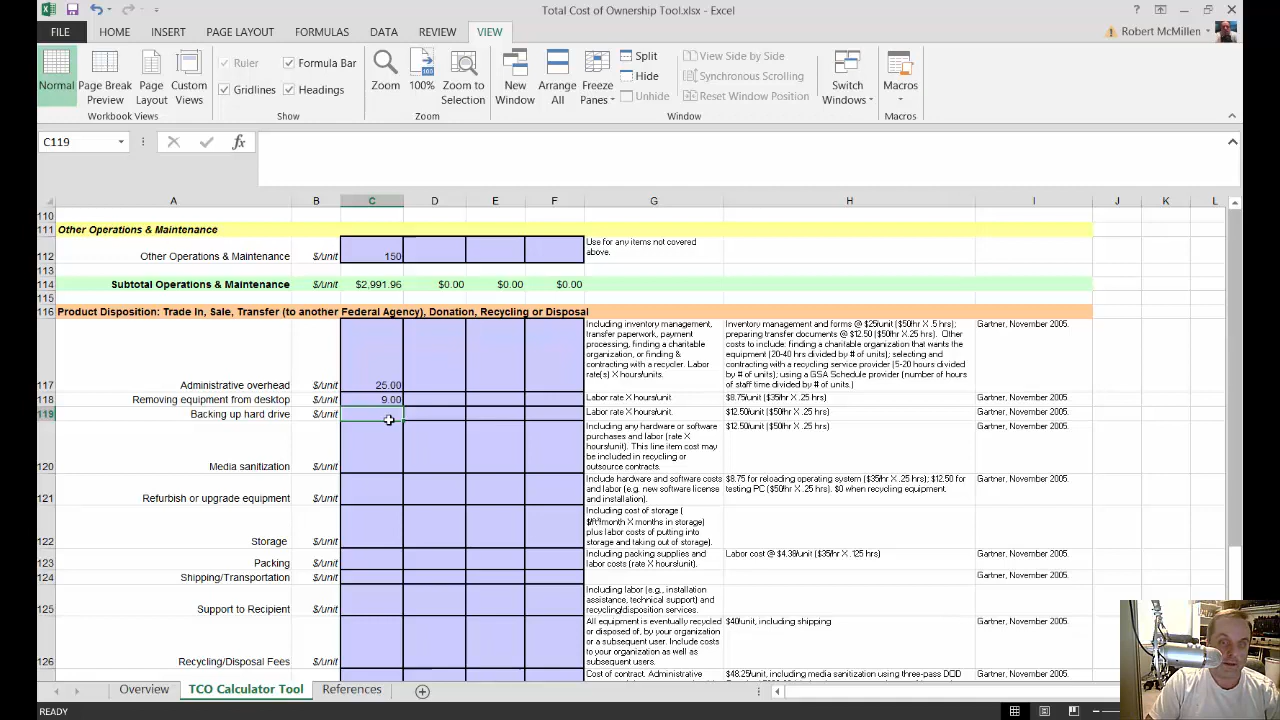 Total Cost of Ownership Tool.xlsx - Excel
FILE HOME INSERT PAGE LAYOUT FORMULAS DATA REVIEW VIEW Robert McMillen
Normal Page Break Preview Page Layout Custom Views
Workbook Views
Ruler Formula Bar
Gridlines Headings
Show
Zoom 100% Zoom to Selection
Zoom
New Window Arrange All Freeze Panes
Split
Hide
Unhide
View Side by Side
Synchronous Scrolling
Reset Window Position
Switch Windows
Window
Macros
Macros
C119 fx
A B C D E F G H I J K L
110
111 Other Operations & Maintenance
112 Other Operations & Maintenance $/unit 150 Use for any items not covered above.
113
114 Subtotal Operations & Maintenance $/unit $2,991.96 $0.00 $0.00 $0.00
115
116 Product Disposition: Trade In, Sale, Transfer (to another Federal Agency), Donation, Recycling or Disposal
117 Administrative overhead $/unit 25.00
Including inventory management,
transfer paperwork, payment
processing, finding a charitable
organization, or finding &
contracting with a recycler. Labor
rate(s) X hours/units.
Inventory management and forms @ $25/unit ($50/hr X .5 hrs);
preparing transfer documents @ $12.50 ($50/hr X .25 hrs). Other
costs to include: finding a charitable organization that wants the
equipment (20-40 hrs divided by # of units); selecting and
contracting with a recycling service provider (5-20 hours divided
by # of units; using a GSA Schedule provider (number of hours
of staff time divided by # of units.)
Gartner, November 2005.
118 Removing equipment from desktop $/unit 9.00 Labor rate X hours/unit $8.75/unit ($35/hr X .25 hrs) Gartner, November 2005.
119 Backing up hard drive $/unit Labor rate X hours/unit. $12.50/unit ($50/hr X .25 hrs) Gartner, November 2005.
120 Media sanitization $/unit
Including any hardware or software
purchases and labor (rate X
hours/unit). This line item cost may
be included in recycling or
outsource contracts.
$12.50/unit ($50/hr X .25 hrs) Gartner, November 2005.
121 Refurbish or upgrade equipment $/unit
Include hardware and software costs
and labor (e.g. new software license
and installation).
$8.75 for reloading operating system ($35/hr X .25 hrs); $12.50 for
testing PC ($50/hr X .25 hrs). $0 when recycling equipment.
Gartner, November 2005.
122 Storage $/unit
Including cost of storage (
$/ft²/month X months in storage)
plus labor costs of putting into
storage and taking out of storage).
123 Packing $/unit
Including packing supplies and
labor costs (rate X hours/unit).
Labor cost @ $4.38/unit ($35/hr X .125 hrs) Gartner, November 2005.
124 Shipping/Transportation $/unit Gartner, November 2005.
125 Support to Recipient $/unit
Including labor (e.g., installation
assistance, technical support) and
recycling/disposition services.
126 Recycling/Disposal Fees $/unit
All equipment is eventually recycled
or disposed of, by your organization
or a subsequent user. Include costs
to your organization as well as
subsequent users.
$40/unit, including shipping
Cost of contract. Administrative $48.25/unit, including media sanitization using three-pass DCID Gartner, November 2005.
Overview TCO Calculator Tool References
READY